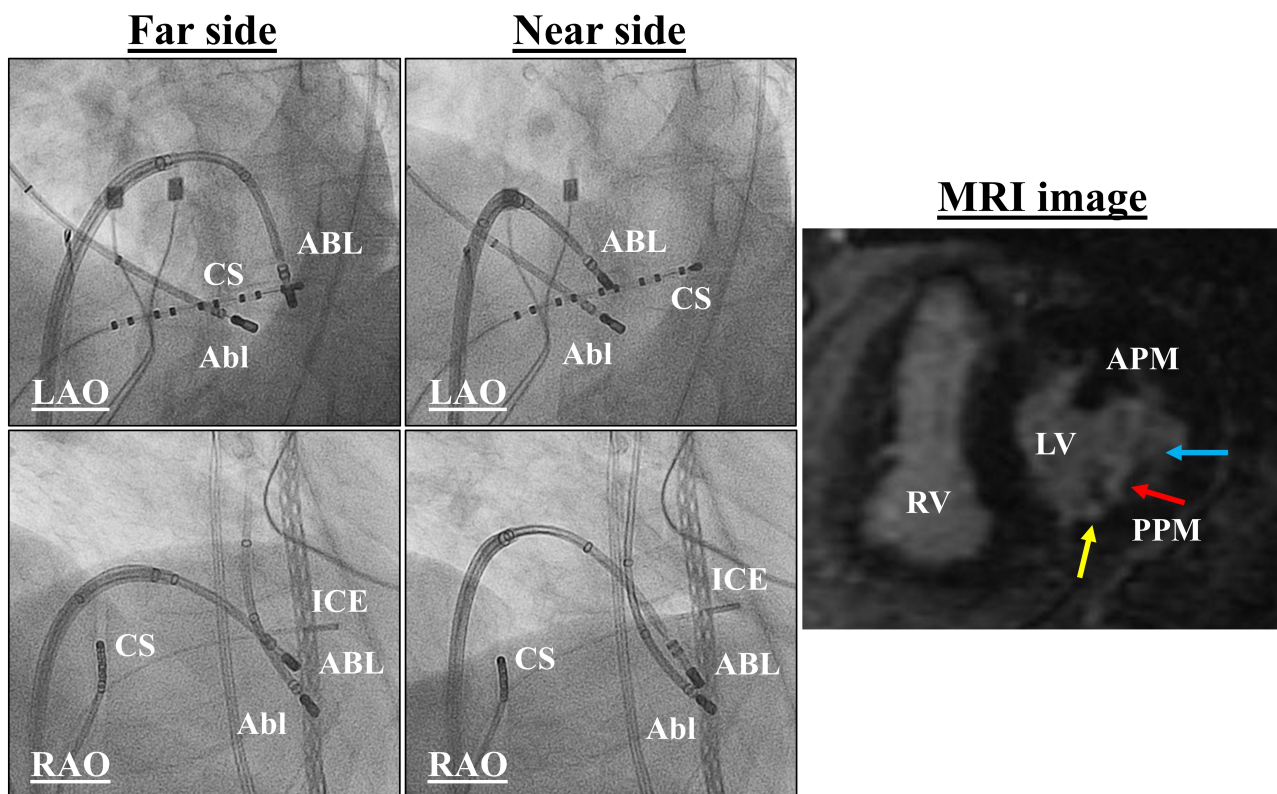 Far side
Near side
MRI image
ABL
CS
Abl
LAO
ABL
CS
Abl
LAO
CS
ICE
ABL
Abl
RAO
CS
ICE
ABL
Abl
RAO
APM
LV
RV
PPM